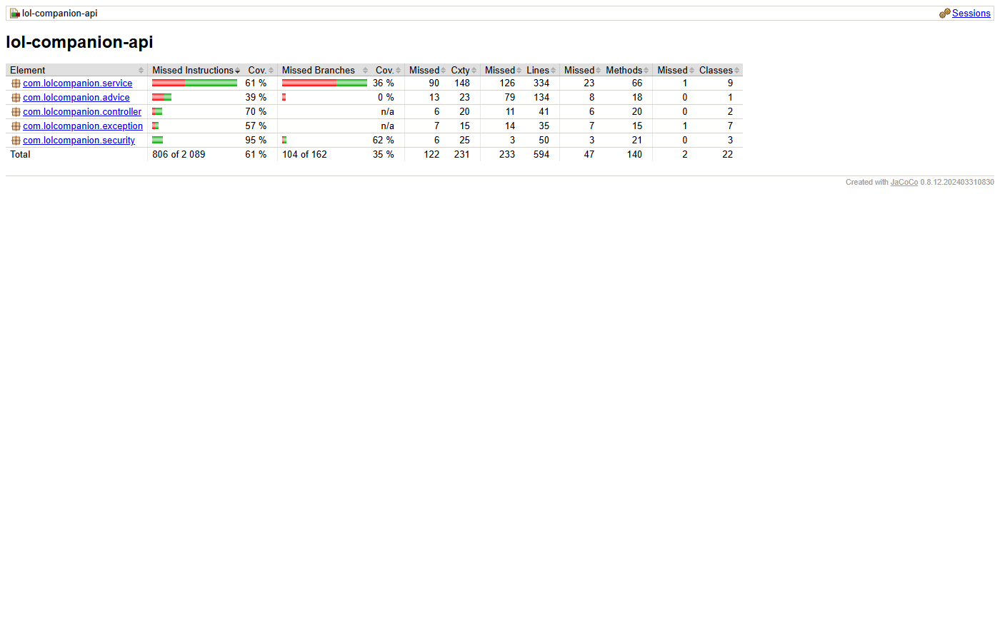 lol-companion-api Sessions
lol-companion-api
Element Missed Instructions Cov. Missed Branches Cov. Missed Cxty Missed Lines Missed Methods Missed Classes
com.lolcompanion.service 61 % 36 % 90 148 126 334 23 66 1 9
com.lolcompanion.advice 39 % 0 % 13 23 79 134 8 18 0 1
com.lolcompanion.controller 70 % n/a 6 20 11 41 6 20 0 2
com.lolcompanion.exception 57 % n/a 7 15 14 35 7 15 1 7
com.lolcompanion.security 95 % 62 % 6 25 3 50 3 21 0 3
Total 806 of 2 089 61 % 104 of 162 35 % 122 231 233 594 47 140 2 22
Created with JaCoCo 0.8.12.202403310830